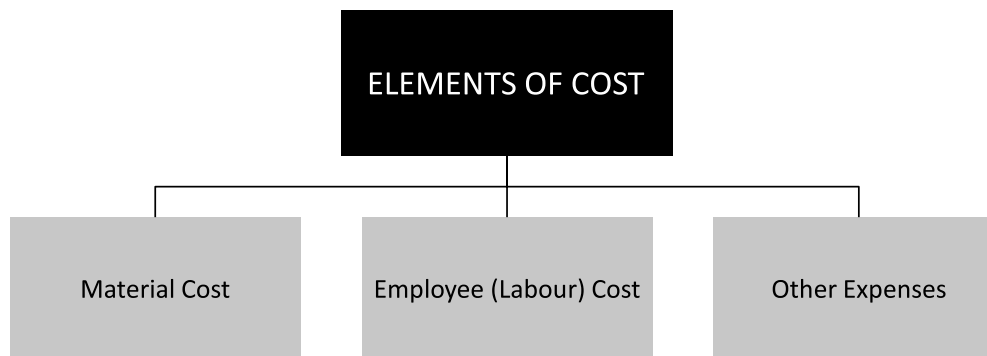 ELEMENTS OF COST
Material Cost
Employee (Labour) Cost
Other Expenses